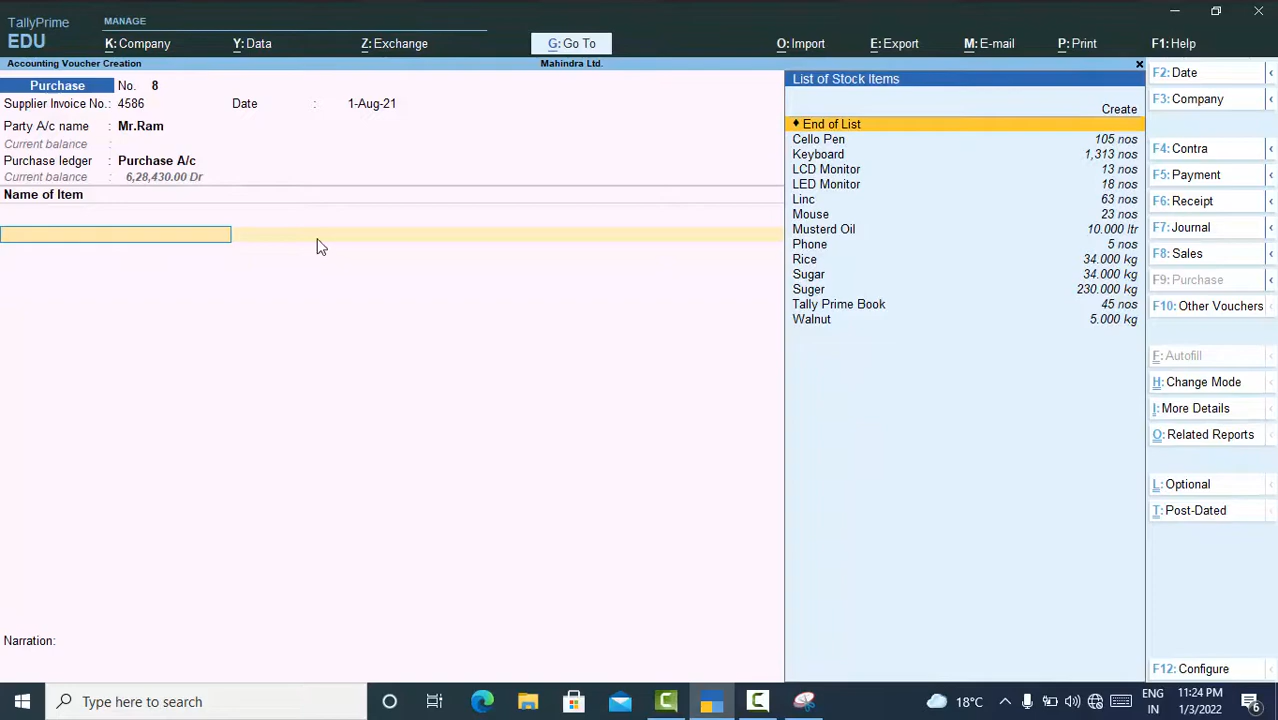 TallyPrime
EDU
MANAGE
K: Company
Y: Data
Z: Exchange
G: Go To
O: Import
E: Export
M: E-mail
P: Print
F1: Help
Accounting Voucher Creation
Mahindra Ltd.
Purchase No. 8
Supplier Invoice No.: 4586 Date : 1-Aug-21
Party A/c name : Mr.Ram
Current balance :
Purchase ledger : Purchase A/c
Current balance : 6,28,430.00 Dr
Name of Item
Narration:
List of Stock Items
Create
♦ End of List
Cello Pen 105 nos
Keyboard 1,313 nos
LCD Monitor 13 nos
LED Monitor 18 nos
Linc 63 nos
Mouse 23 nos
Musterd Oil 10.000 ltr
Phone 5 nos
Rice 34.000 kg
Sugar 34.000 kg
Suger 230.000 kg
Tally Prime Book 45 nos
Walnut 5.000 kg
F2: Date
F3: Company
F4: Contra
F5: Payment
F6: Receipt
F7: Journal
F8: Sales
F9: Purchase
F10: Other Vouchers
F: Autofill
H: Change Mode
I: More Details
O: Related Reports
L: Optional
T: Post-Dated
F12: Configure
Type here to search
18°C
ENG
IN
11:24 PM
1/3/2022
6